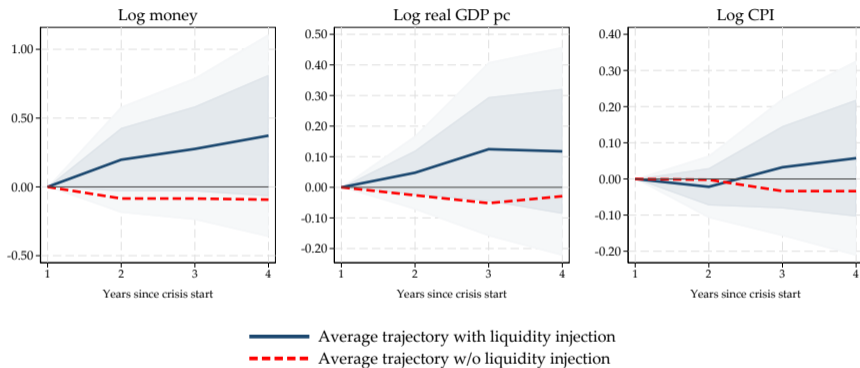 Log money
1.00
0.50
0.00
-0.50
1 2 3 4
Years since crisis start
Log real GDP pc
0.50
0.40
0.30
0.20
0.10
0.00
-0.10
-0.20
1 2 3 4
Years since crisis start
Log CPI
0.40
0.30
0.20
0.10
0.00
-0.10
-0.20
1 2 3 4
Years since crisis start
Average trajectory with liquidity injection
Average trajectory w/o liquidity injection